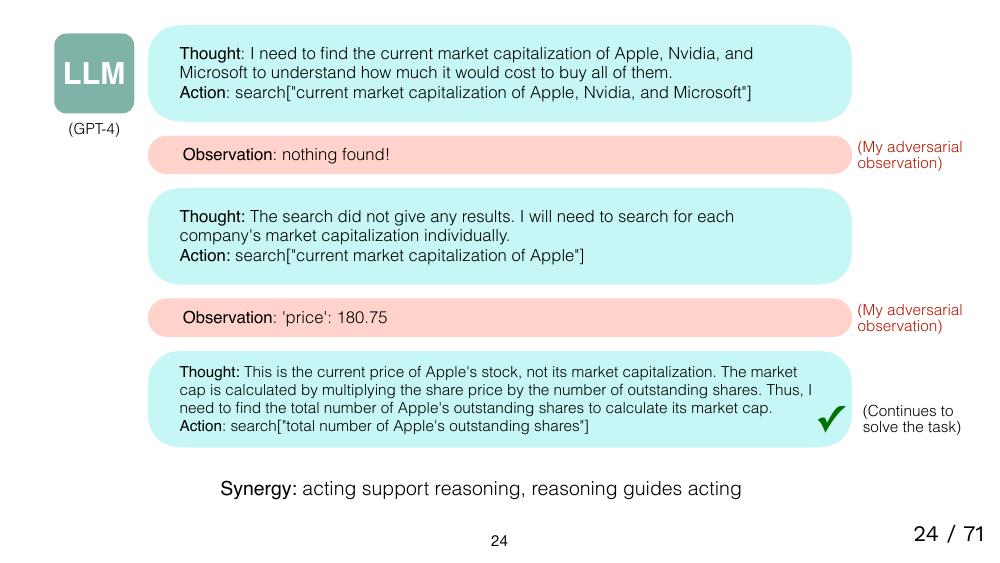 LLM
(GPT-4)
Thought: I need to find the current market capitalization of Apple, Nvidia, and
Microsoft to understand how much it would cost to buy all of them.
Action: search["current market capitalization of Apple, Nvidia, and Microsoft"]
Observation: nothing found!
(My adversarial
observation)
Thought: The search did not give any results. I will need to search for each
company's market capitalization individually.
Action: search["current market capitalization of Apple"]
Observation: 'price': 180.75
(My adversarial
observation)
Thought: This is the current price of Apple's stock, not its market capitalization. The market
cap is calculated by multiplying the share price by the number of outstanding shares. Thus, I
need to find the total number of Apple's outstanding shares to calculate its market cap.
Action: search["total number of Apple's outstanding shares"]
(Continues to
solve the task)
Synergy: acting support reasoning, reasoning guides acting
24
24 / 71